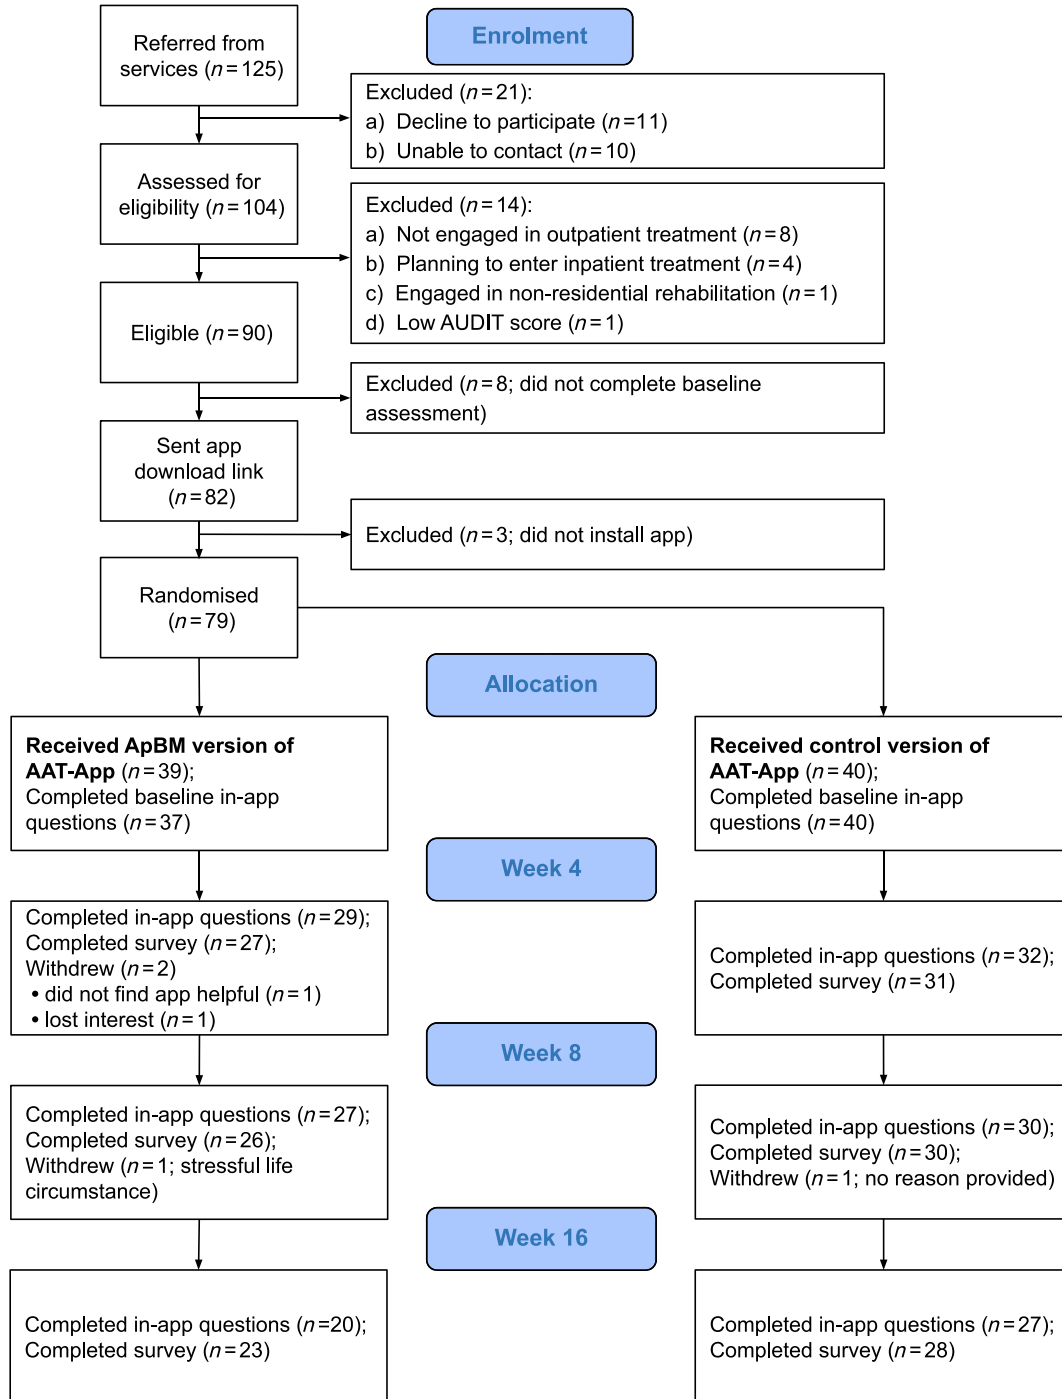 Referred from
services (n=125)
Enrolment
Excluded (n=21):
a) Decline to participate (n=11)
b) Unable to contact (n=10)
Assessed for
eligibility (n=104)
Excluded (n=14):
a) Not engaged in outpatient treatment (n=8)
b) Planning to enter inpatient treatment (n=4)
c) Engaged in non-residential rehabilitation (n=1)
d) Low AUDIT score (n=1)
Eligible (n=90)
Excluded (n=8; did not complete baseline
assessment)
Sent app
download link
(n=82)
Excluded (n=3; did not install app)
Randomised
(n=79)
Allocation
Received ApBM version of
AAT-App (n=39);
Completed baseline in-app
questions (n=37)
Received control version of
AAT-App (n=40);
Completed baseline in-app
questions (n=40)
Week 4
Completed in-app questions (n=29);
Completed survey (n=27);
Withdrew (n=2)
• did not find app helpful (n=1)
• lost interest (n=1)
Completed in-app questions (n=32);
Completed survey (n=31)
Week 8
Completed in-app questions (n=27);
Completed survey (n=26);
Withdrew (n=1; stressful life
circumstance)
Completed in-app questions (n=30);
Completed survey (n=30);
Withdrew (n=1; no reason provided)
Week 16
Completed in-app questions (n=20);
Completed survey (n=23)
Completed in-app questions (n=27);
Completed survey (n=28)